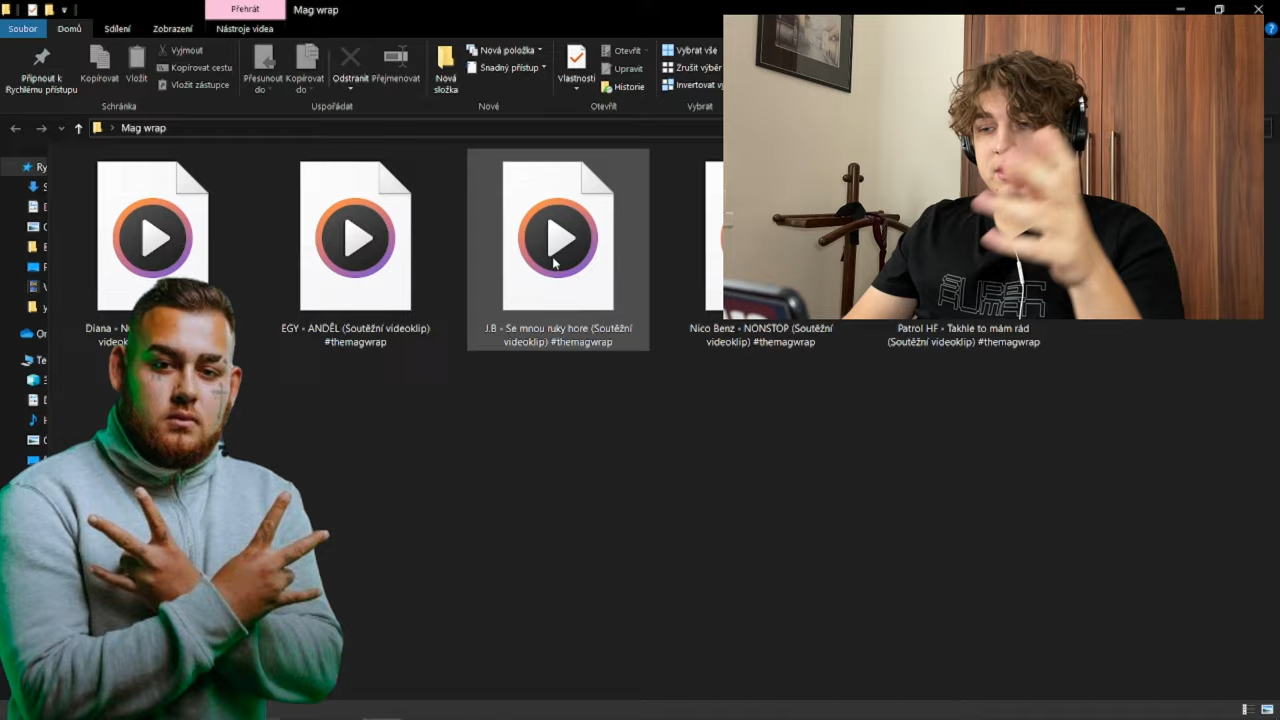 Přehrát
Mag wrap
Soubor
Domů
Sdílení
Zobrazení
Nástroje videa
Připnout k
Rychlému přístupu
Kopírovat
Vložit
Vyjmout
Kopírovat cestu
Vložit zástupce
Schránka
Přesunout
do
Kopírovat
do
Odstranit
Přejmenovat
Uspořádat
Nová
složka
Nová položka
Snadný přístup
Nové
Vlastnosti
Otevřít
Upravit
Historie
Otevřít
Vybrat vše
Zrušit výběr
Invertovat
Vybrat
Mag wrap
Diana
EGY - ANDĚL (Soutěžní videoklip)
#themagwrap
J.B - Se mnou ruky hore (Soutěžní
videoklip) #themagwrap
Nico Benz - NONSTOP (Soutěžní
videoklip) #themagwrap
Patrol HF - Takhle to mám rád
(Soutěžní videoklip) #themagwrap